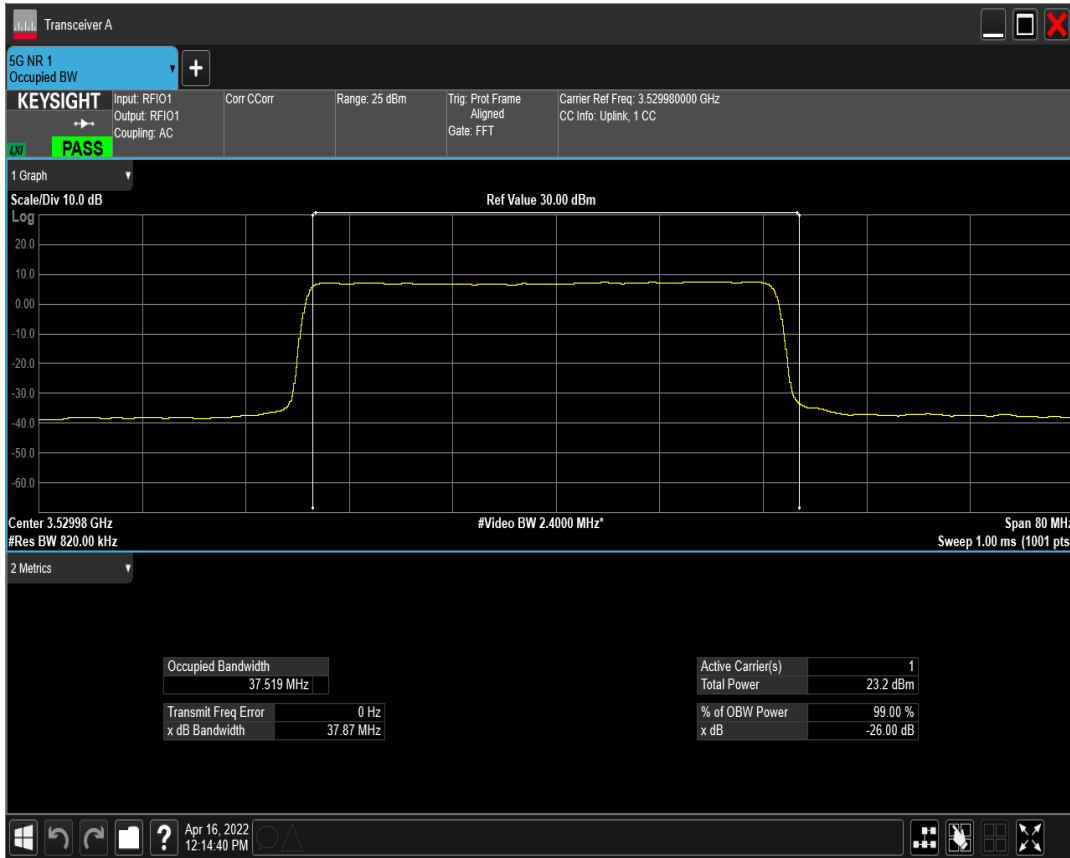 Transceiver A
5G NR 1
Occupied BW
+
KEYSIGHT
LXI
PASS
Input: RFIO1
Output: RFIO1
Coupling: AC
Corr CCorr
Range: 25 dBm
Trig: Prot Frame
Aligned
Gate: FFT
Carrier Ref Freq: 3.529980000 GHz
CC Info: Uplink, 1 CC
1 Graph
Scale/Div 10.0 dB
Ref Value 30.00 dBm
Log
20.0
10.0
0.00
-10.0
-20.0
-30.0
-40.0
-50.0
-60.0
Center 3.52998 GHz
#Video BW 2.4000 MHz*
Span 80 MHz
#Res BW 820.00 kHz
Sweep 1.00 ms (1001 pts
2 Metrics
Occupied Bandwidth
37.519 MHz
Transmit Freq Error 0 Hz
x dB Bandwidth 37.87 MHz
Active Carrier(s) 1
Total Power 23.2 dBm
% of OBW Power 99.00 %
x dB -26.00 dB
?
Apr 16, 2022
12:14:40 PM